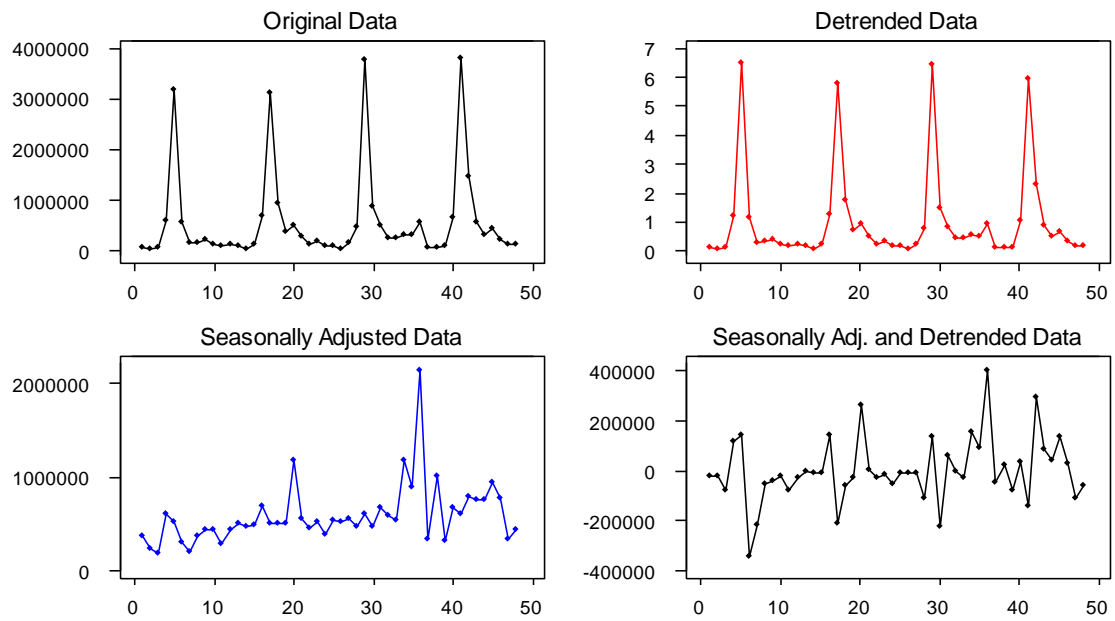 Original Data
4000000
3000000
2000000
1000000
0
0 10 20 30 40 50
Detrended Data
7
6
5
4
3
2
1
0
0 10 20 30 40 50
Seasonally Adjusted Data
2000000
1000000
0
0 10 20 30 40 50
Seasonally Adj. and Detrended Data
400000
200000
0
-200000
-400000
0 10 20 30 40 50